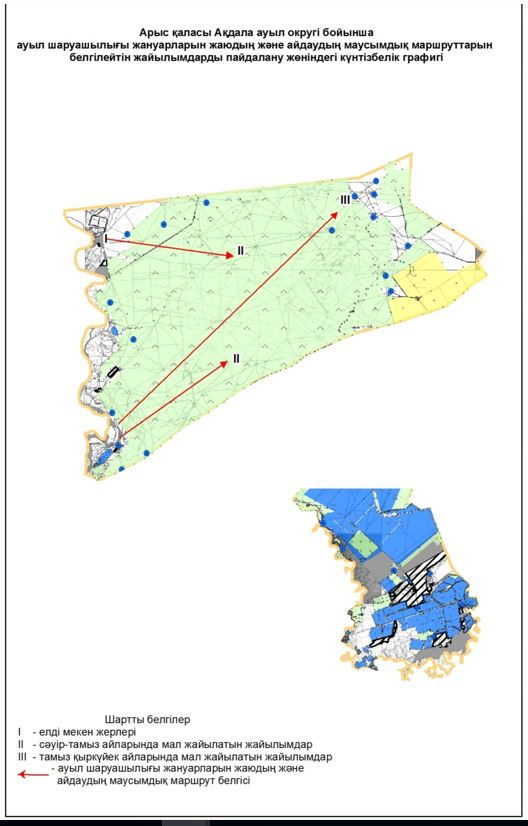 Арыс қаласы Ақдала ауыл округі бойынша
ауыл шаруашылығы жануарларын жаюдың және айдаудың маусымдық маршруттарын
белгілейтін жайылымдарды пайдалану жөніндегі күнтізбелік графигі
III
I
II
II
Шартты белгілер
I - елді мекен жерлері
II - сәуір-тамыз айларында мал жайылатын жайылымдар
III - тамыз қыркүйек айларында мал жайылатын жайылымдар
- ауыл шаруашылығы жануарларын жаюдың және
айдаудың маусымдық маршрут белгісі